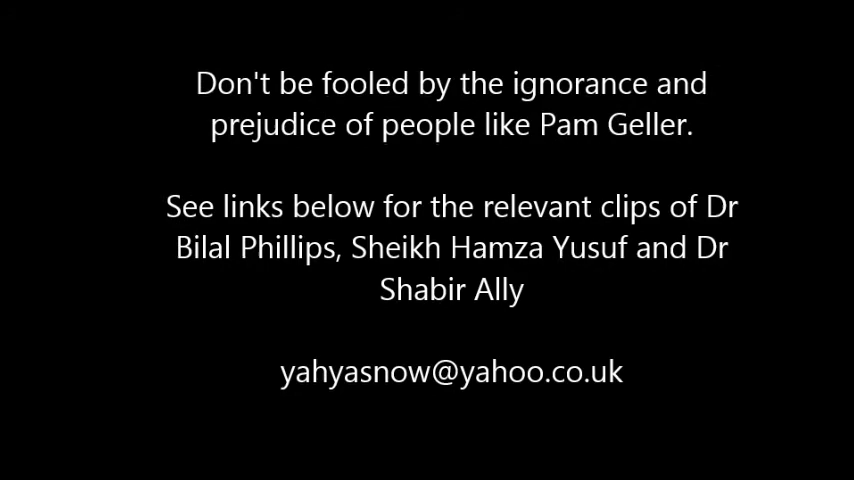 Don't be fooled by the ignorance and
prejudice of people like Pam Geller.
See links below for the relevant clips of Dr
Bilal Phillips, Sheikh Hamza Yusuf and Dr
Shabir Ally
yahyasnow@yahoo.co.uk